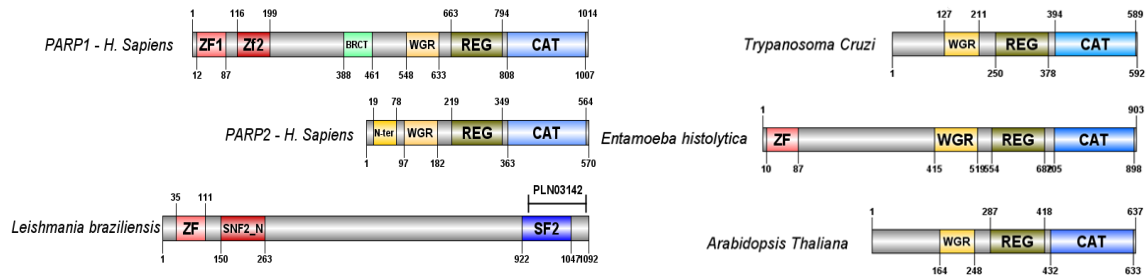 1 116 199 663 794 1014
PARP1 - H. Sapiens ZF1 Zf2 BRCT WGR REG CAT
12 87 388 461 548 633 808 1007
19 78 219 349 564
PARP2 - H. Sapiens N-ter WGR REG CAT
1 97 182 363 570
PLN03142
35 111
Leishmania braziliensis ZF SNF2_N SF2
1 150 263 922 1047 1092
127 211 394 589
Trypanosoma Cruzi WGR REG CAT
1 250 378 592
1 903
Entamoeba histolytica ZF WGR REG CAT
10 87 415 519 554 682 705 898
1 287 418 637
Arabidopsis Thaliana WGR REG CAT
164 248 432 633